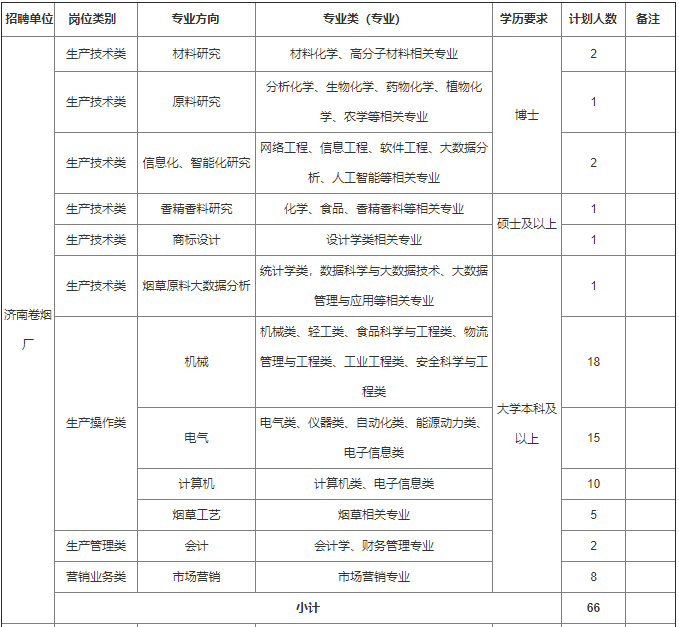 招聘单位 岗位类别 专业方向 专业类（专业） 学历要求 计划人数 备注
济南卷烟
厂
生产技术类 材料研究 材料化学、高分子材料相关专业 博士 2
生产技术类 原料研究 分析化学、生物化学、药物化学、植物化
学、农学等相关专业 1
生产技术类 信息化、智能化研究 网络工程、信息工程、软件工程、大数据分
析、人工智能等相关专业 2
生产技术类 香精香料研究 化学、食品、香精香料等相关专业 硕士及以上 1
生产技术类 商标设计 设计学类相关专业 1
生产技术类 烟草原料大数据分析 统计学类，数据科学与大数据技术、大数据
管理与应用等相关专业 1
大学本科及
以上
生产操作类 机械 机械类、轻工类、食品科学与工程类、物流
管理与工程类、工业工程类、安全科学与工
程类 18
电气 电气类、仪器类、自动化类、能源动力类、
电子信息类 15
计算机 计算机类、电子信息类 10
烟草工艺 烟草相关专业 5
生产管理类 会计 会计学、财务管理专业 2
营销业务类 市场营销 市场营销专业 8
小计 66